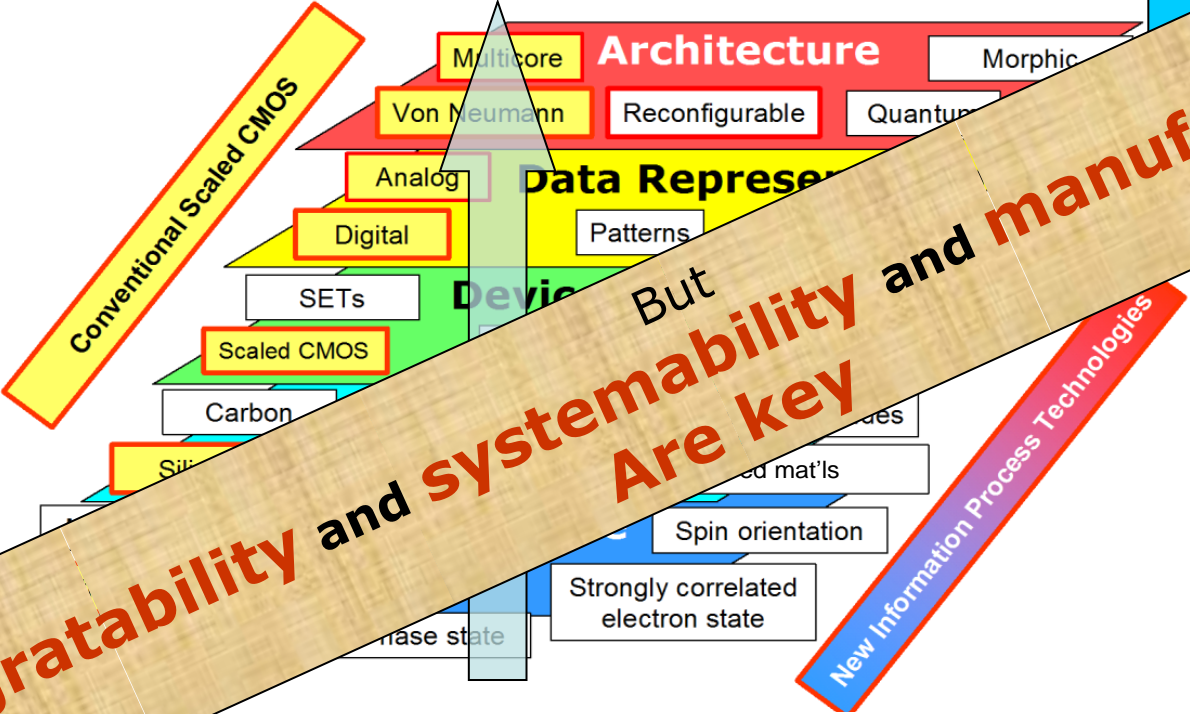 Multicore
Architecture
Morphic
Von Neumann
Reconfigurable
Quantum
Analog
Data Represen
Digital
Patterns
SETs
Devic
Scaled CMOS
Carbon
Conventional Scaled CMOS
But
gratability and systemability and manuf
Are key
des
ed mat'ls
Spin orientation
Strongly correlated
electron state
hase state
New Information Process Technologies